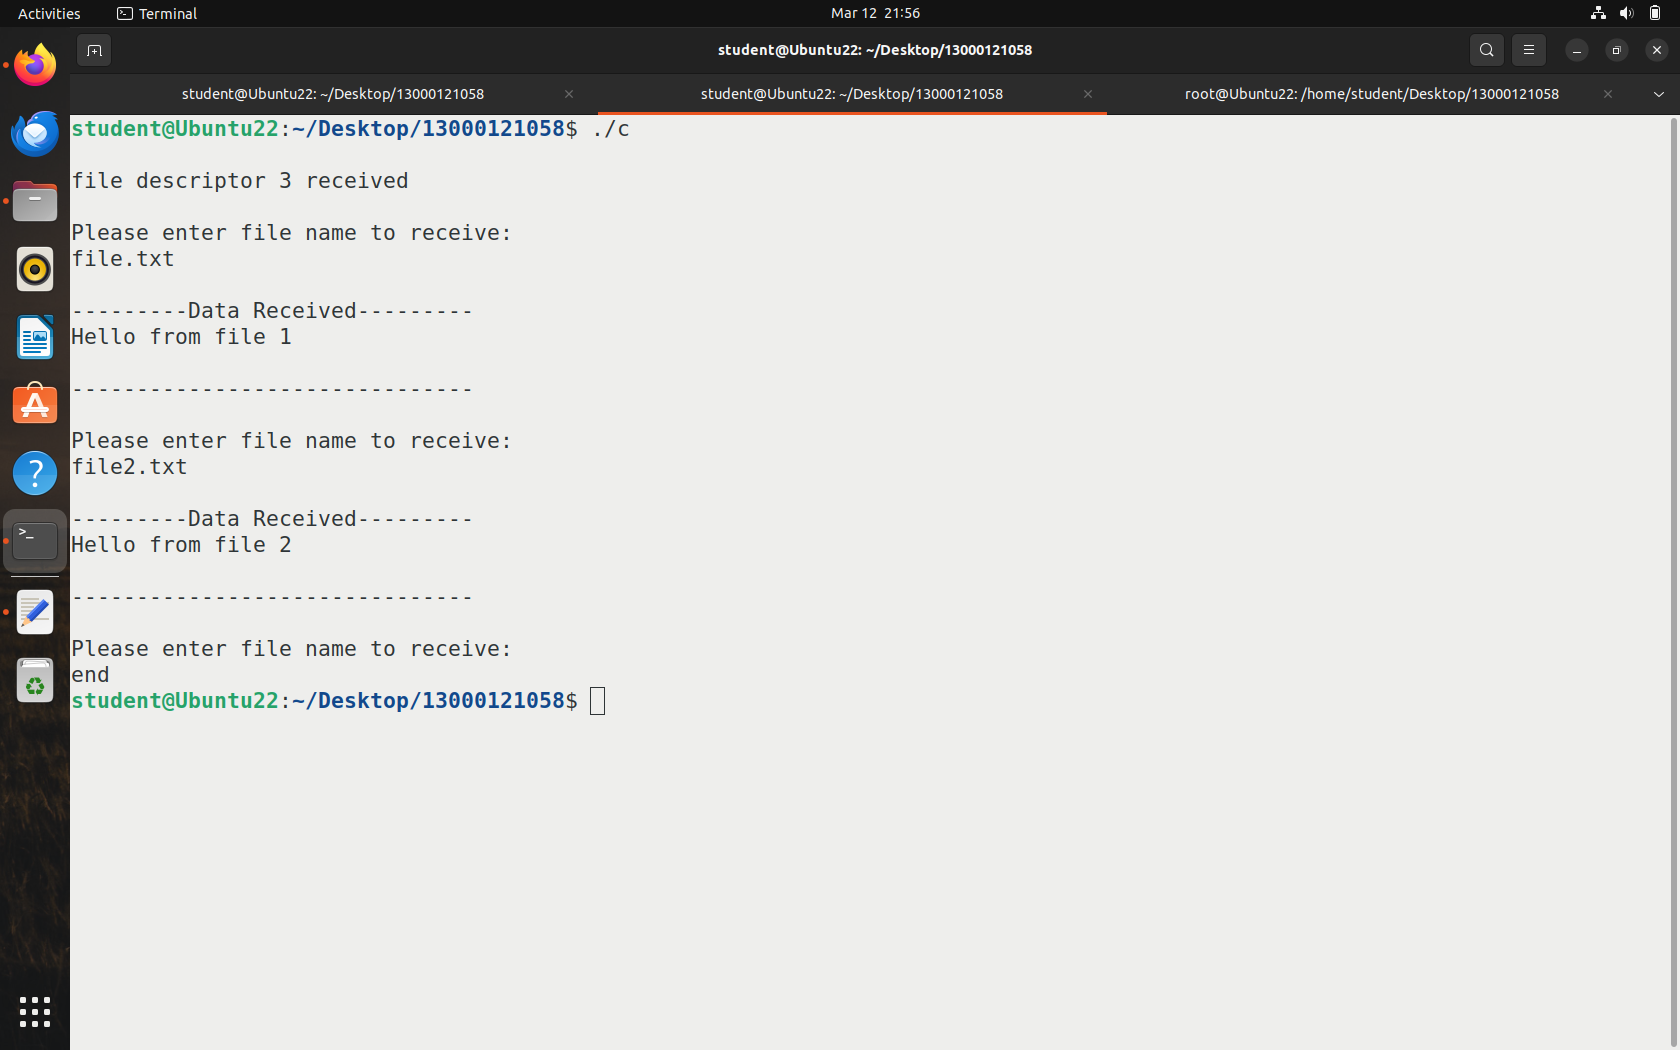 Activities
Terminal
Mar 12 21:56
student@Ubuntu22: ~/Desktop/13000121058
student@Ubuntu22: ~/Desktop/13000121058
student@Ubuntu22: ~/Desktop/13000121058
root@Ubuntu22: /home/student/Desktop/13000121058
student@Ubuntu22:~/Desktop/13000121058$ ./c
file descriptor 3 received
Please enter file name to receive:
file.txt
---------Data Received---------
Hello from file 1
-------------------------------
Please enter file name to receive:
file2.txt
---------Data Received---------
Hello from file 2
-------------------------------
Please enter file name to receive:
end
student@Ubuntu22:~/Desktop/13000121058$